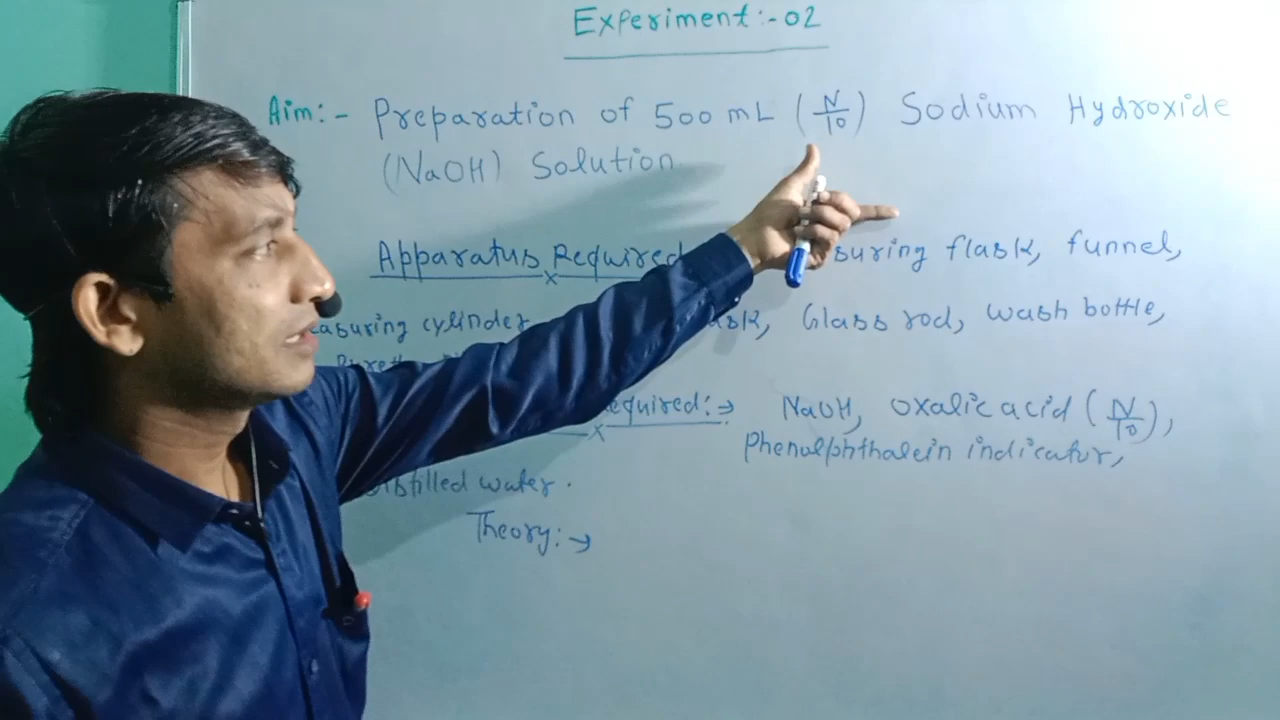 Experiment:-02
Aim:- Preparation of 500 mL (N/10) Sodium Hydroxide
(NaOH) Solution
Apparatus Required suring flask, funnel,
asuring cylinder ask, Glass rod, wash bottle,
equired:→ NaOH, oxalic acid (N/10),
Phenolphthalein indicator,
Distilled water.
Theory:→